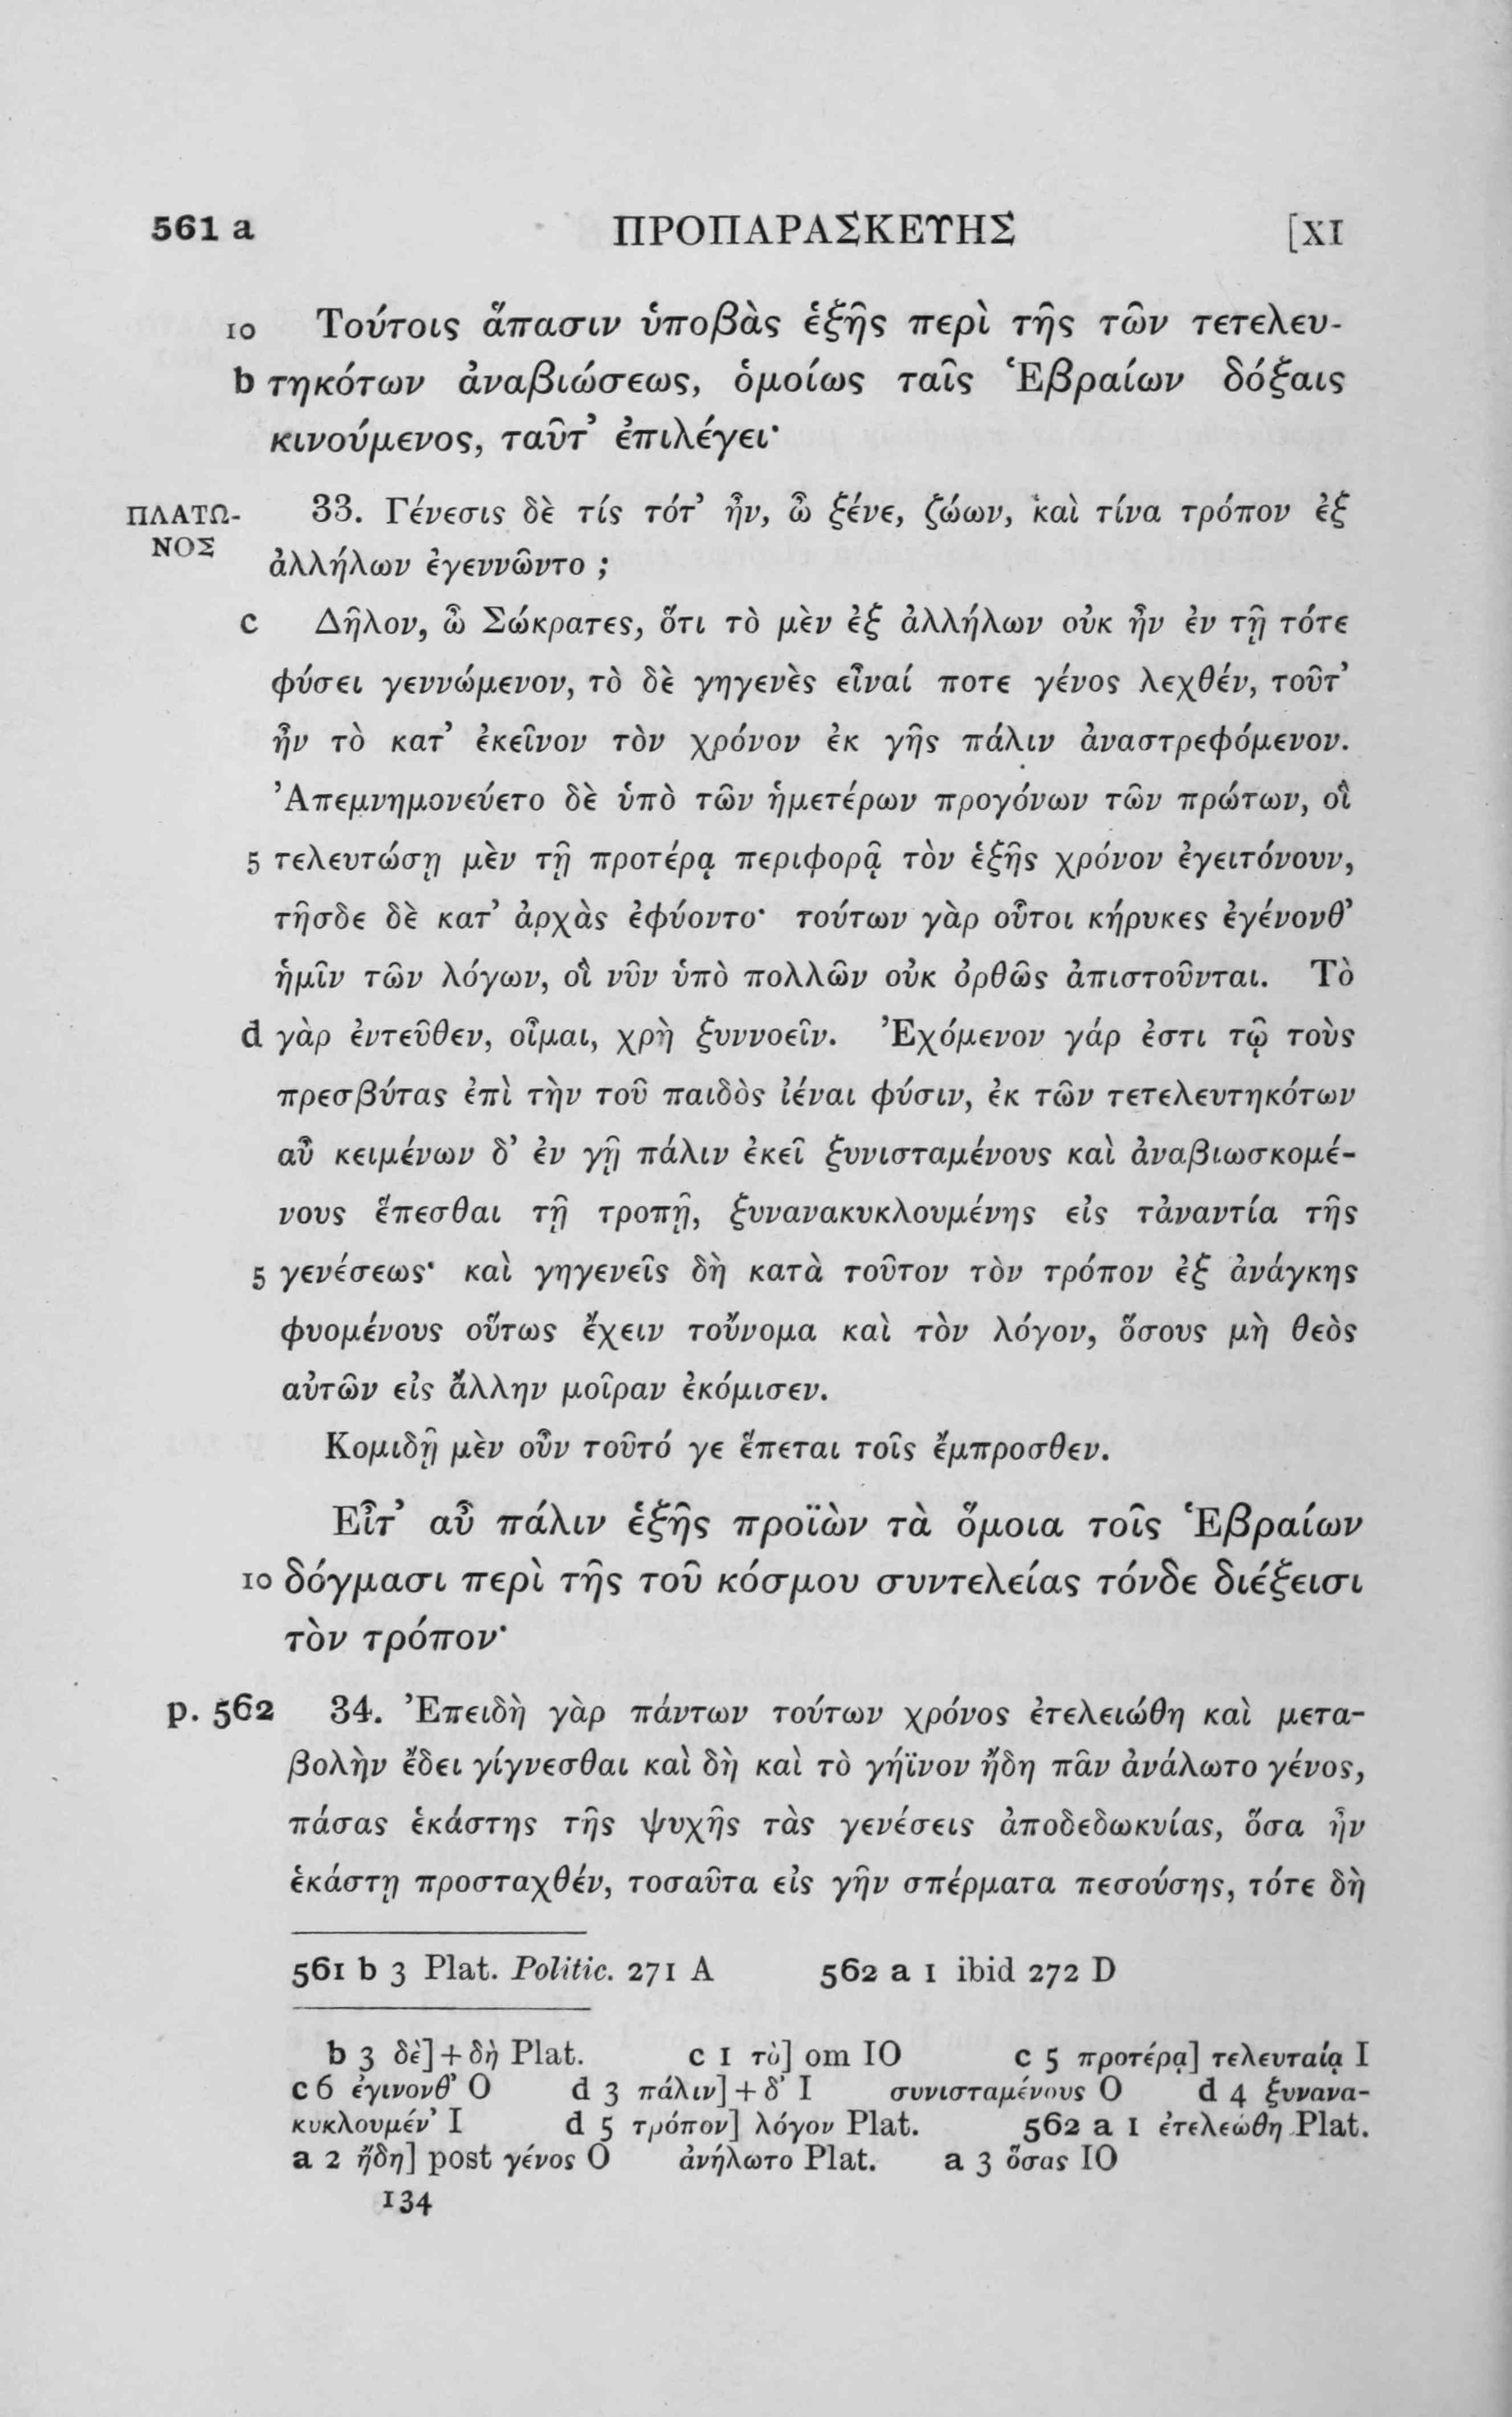 561 a ΠΡΟΠΑΡΑΣΚΕΥΗΣ [XI
10 Τούτοις ἅπασιν ὑποβὰς ἑξῆς περὶ τῆς τῶν τετελευ-
b τηκότων ἀναβιώσεως, ὁμοίως ταῖς Ἑβραίων δόξαις
κινούμενος, ταῦτ’ ἐπιλέγει·
ΠΛΑΤΩ- 33. Γένεσις δὲ τίς τότ’ ἦν, ὦ ξένε, ζώων, καὶ τίνα τρόπον ἐξ
ΝΟΣ ἀλλήλων ἐγεννῶντο ;
c Δῆλον, ὦ Σώκρατες, ὅτι τὸ μὲν ἐξ ἀλλήλων οὐκ ἦν ἐν τῇ τότε
φύσει γεννώμενον, τὸ δὲ γηγενὲς εἶναί ποτε γένος λεχθέν, τοῦτ’
ἦν τὸ κατ’ ἐκεῖνον τὸν χρόνον ἐκ γῆς πάλιν ἀναστρεφόμενον.
Ἀπεμνημονεύετο δὲ ὑπὸ τῶν ἡμετέρων προγόνων τῶν πρώτων, οἳ
5 τελευτώσῃ μὲν τῇ προτέρᾳ περιφορᾷ τὸν ἑξῆς χρόνον ἐγειτόνουν,
τῆσδε δὲ κατ’ ἀρχὰς ἐφύοντο· τούτων γὰρ οὗτοι κήρυκες ἐγένονθ’
ἡμῖν τῶν λόγων, οἳ νῦν ὑπὸ πολλῶν οὐκ ὀρθῶς ἀπιστοῦνται. Τὸ
d γὰρ ἐντεῦθεν, οἶμαι, χρὴ ξυννοεῖν. Ἐχόμενον γάρ ἐστι τῷ τοὺς
πρεσβύτας ἐπὶ τὴν τοῦ παιδὸς ἰέναι φύσιν, ἐκ τῶν τετελευτηκότων
αὖ κειμένων δ’ ἐν γῇ πάλιν ἐκεῖ ξυνισταμένους καὶ ἀναβιωσκομέ-
νους ἕπεσθαι τῇ τροπῇ, ξυνανακυκλουμένης εἰς τἀναντία τῆς
5 γενέσεως· καὶ γηγενεῖς δὴ κατὰ τοῦτον τὸν τρόπον ἐξ ἀνάγκης
φυομένους οὕτως ἔχειν τοὔνομα καὶ τὸν λόγον, ὅσους μὴ θεὸς
αὐτῶν εἰς ἄλλην μοῖραν ἐκόμισεν.
Κομιδῇ μὲν οὖν τοῦτό γε ἕπεται τοῖς ἔμπροσθεν.
Εἶτ’ αὖ πάλιν ἑξῆς προϊὼν τὰ ὅμοια τοῖς Ἑβραίων
10 δόγμασι περὶ τῆς τοῦ κόσμου συντελείας τόνδε διέξεισι
τὸν τρόπον·
p. 562 34. Ἐπειδὴ γὰρ πάντων τούτων χρόνος ἐτελειώθη καὶ μετα-
βολὴν ἔδει γίγνεσθαι καὶ δὴ καὶ τὸ γήϊνον ἤδη πᾶν ἀνάλωτο γένος,
πάσας ἑκάστης τῆς ψυχῆς τὰς γενέσεις ἀποδεδωκυίας, ὅσα ἦν
ἑκάστῃ προσταχθέν, τοσαῦτα εἰς γῆν σπέρματα πεσούσης, τότε δὴ
561 b 3 Plat. Politic. 271 A 562 a 1 ibid 272 D
b 3 δὲ]+δὴ Plat. c 1 τὸ] om IO c 5 προτέρᾳ] τελευταίᾳ I
c 6 ἐγινονθ’ O d 3 πάλιν]+δ’ I συνισταμένους O d 4 ξυνανα-
κυκλουμέν’ I d 5 τρόπον] λόγον Plat. 562 a 1 ἐτελεώθη Plat.
a 2 ἤδη] post γένος O ἀνήλωτο Plat. a 3 ὅσας IO
134